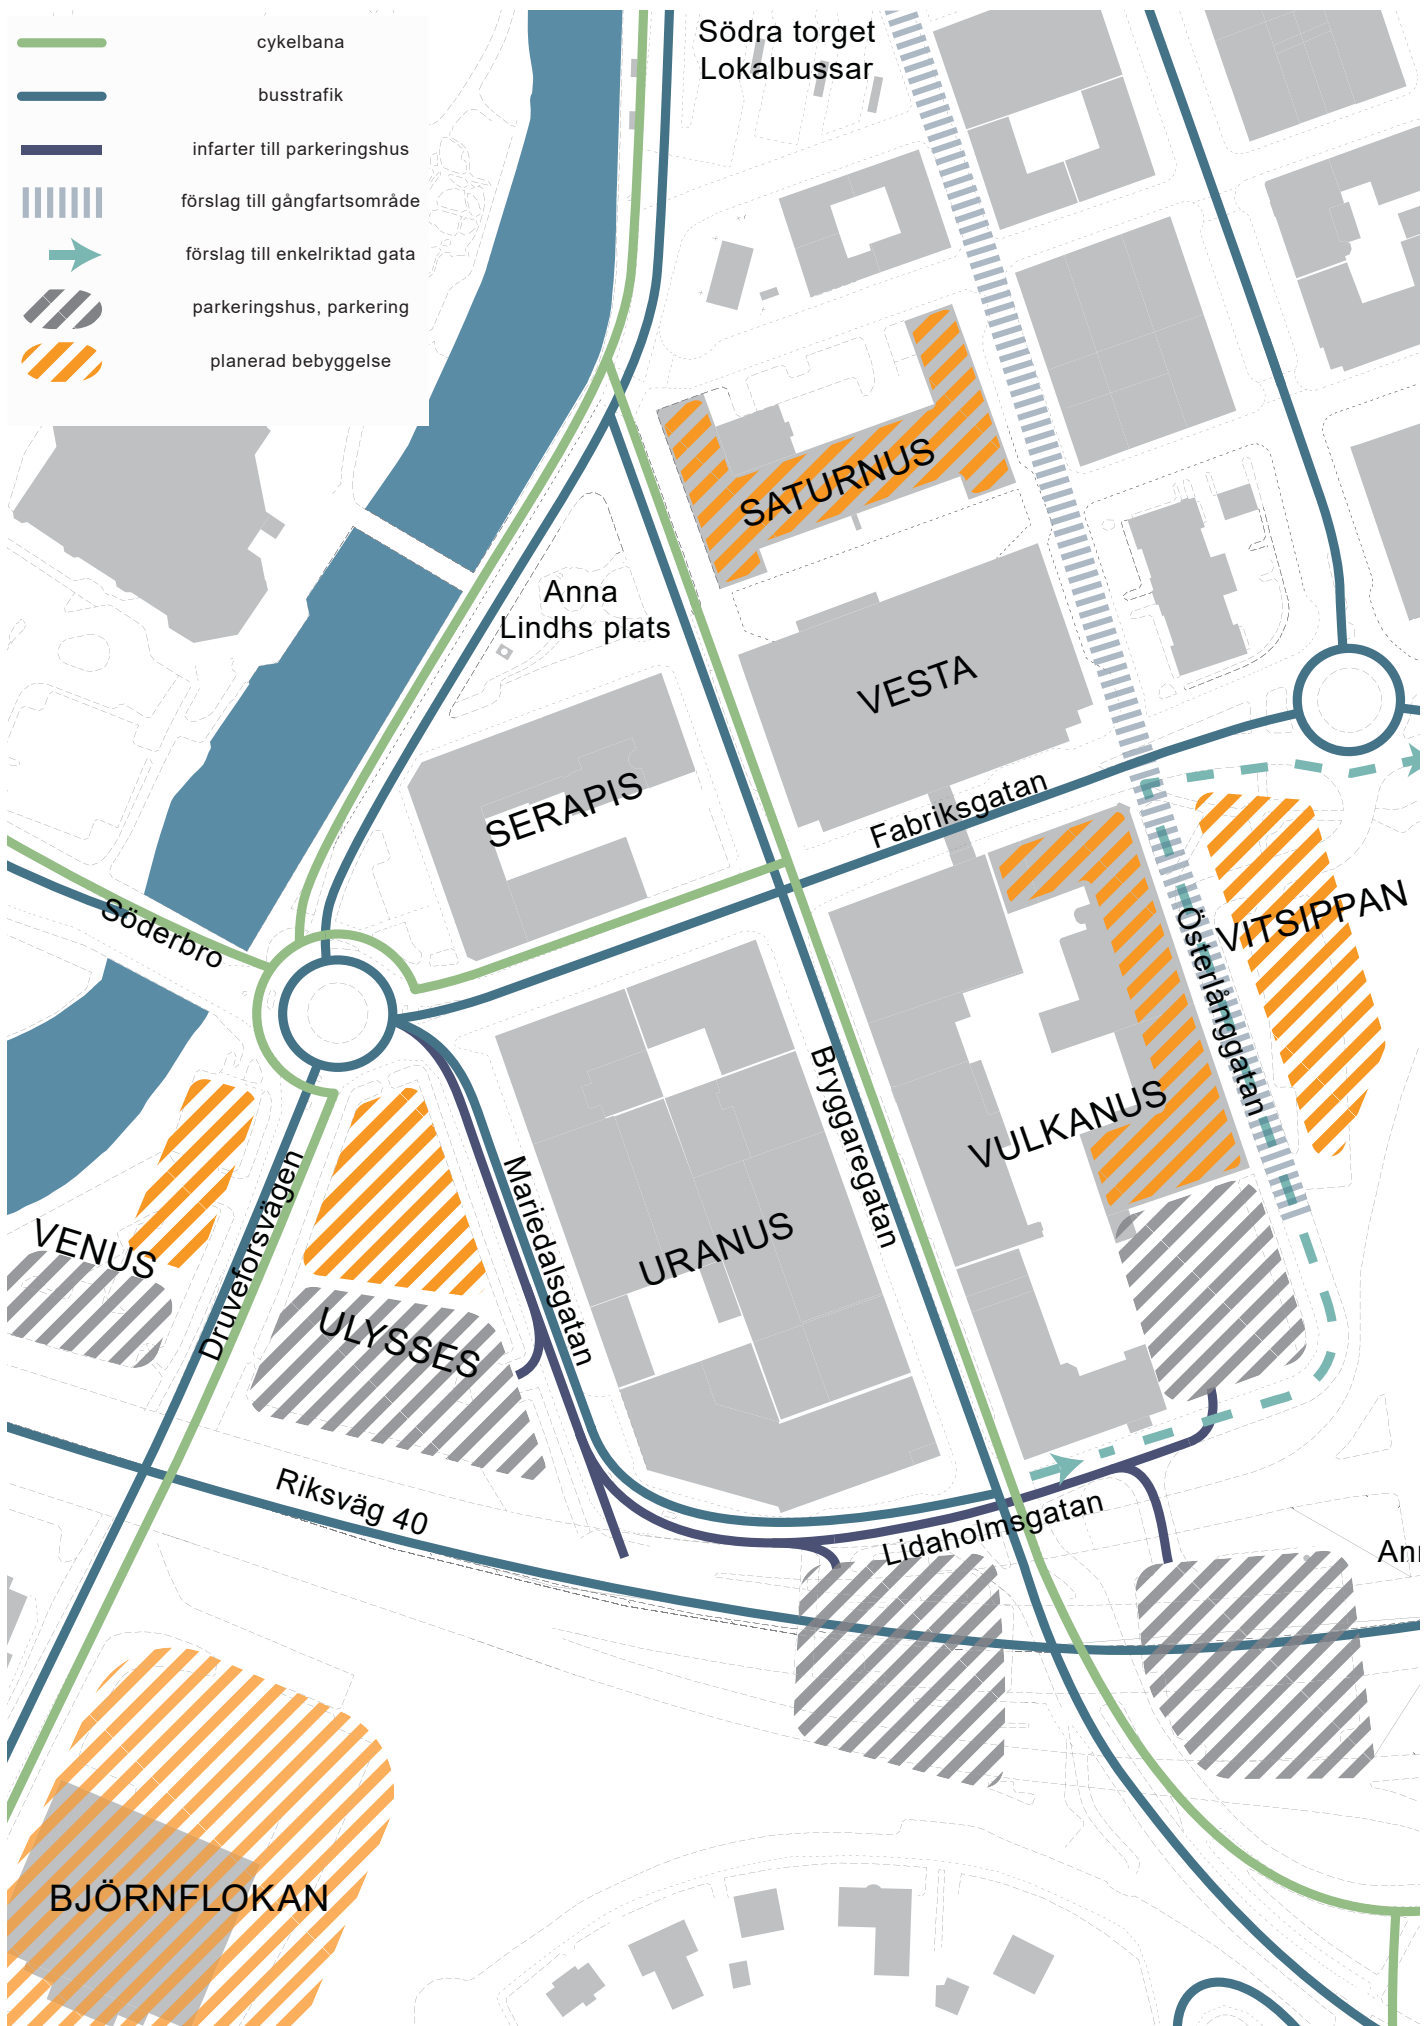 cykelbana
busstrafik
infarter till parkeringshus
förslag till gångfartsområde
förslag till enkelriktad gata
parkeringshus, parkering
planerad bebyggelse
Södra torget
Lokalbussar
SATURNUS
Anna
Lindhs plats
VESTA
SERAPIS
Fabriksgatan
Söderbro
VITSIPPAN
Österlånggatan
Bryggaregatan
VULKANUS
Mariedalsgatan
URANUS
Druveforsvägen
VENUS
ULYSSES
Riksväg 40
Lidaholmsgatan
Ann
BJÖRNFLOKAN